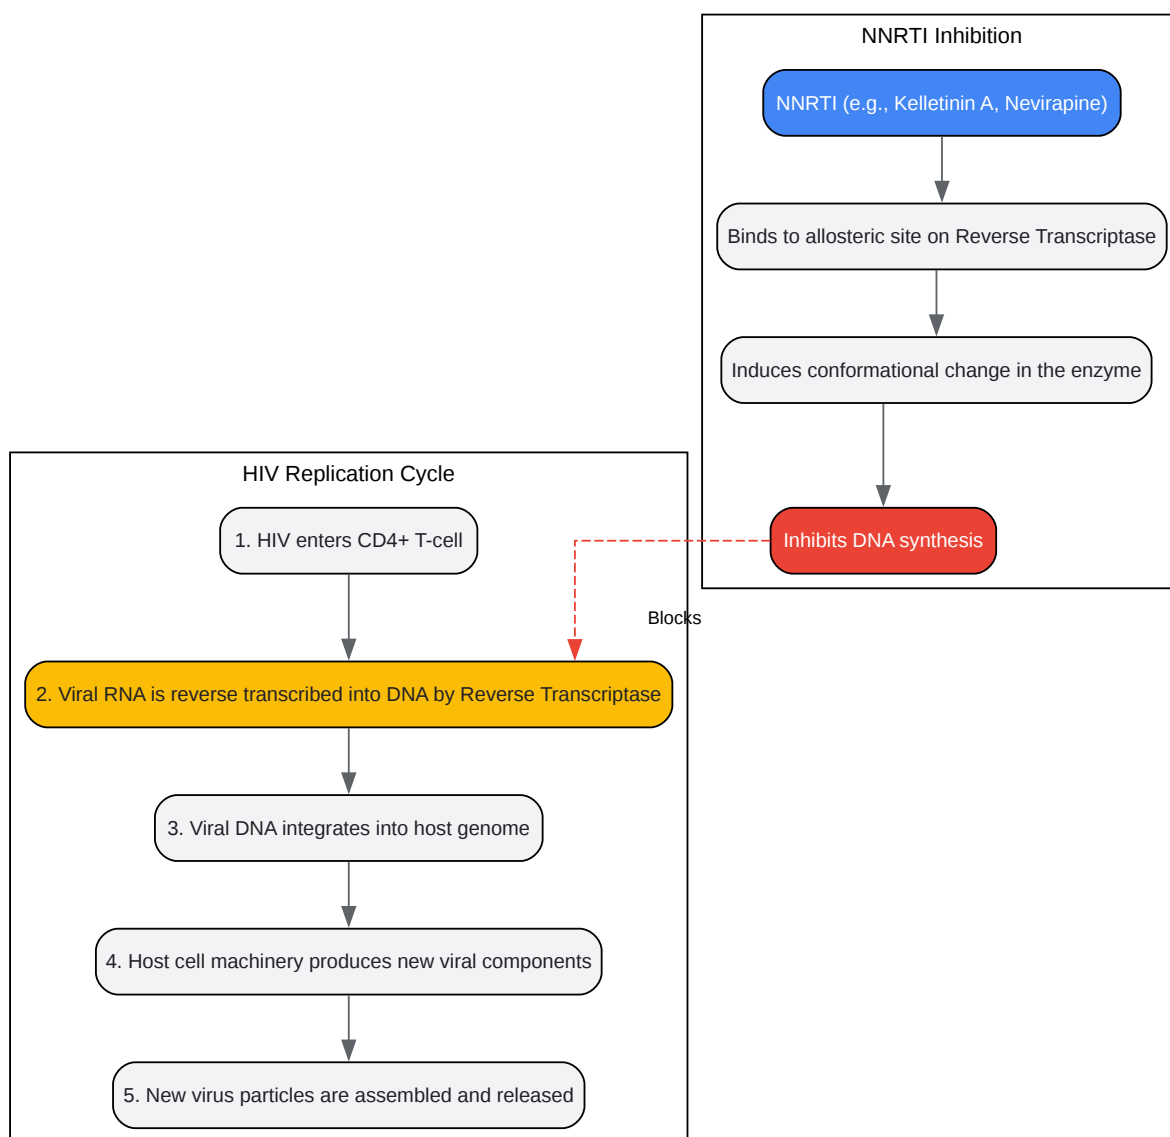 NNRTI Inhibition
NNRTI (e.g., Kelletinin A, Nevirapine)
Binds to allosteric site on Reverse Transcriptase
Induces conformational change in the enzyme
Inhibits DNA synthesis
Blocks
HIV Replication Cycle
1. HIV enters CD4+ T-cell
2. Viral RNA is reverse transcribed into DNA by Reverse Transcriptase
3. Viral DNA integrates into host genome
4. Host cell machinery produces new viral components
5. New virus particles are assembled and released